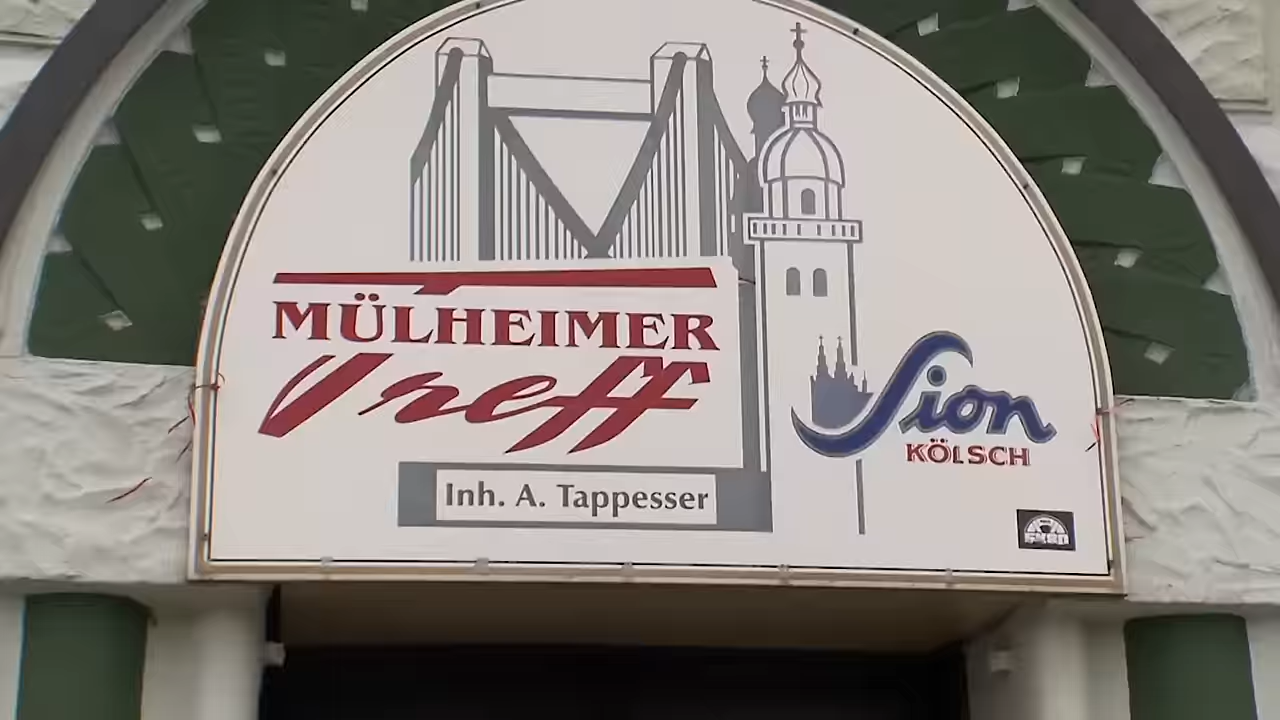 MÜLHEIMER
Treff
Inh. A. Tappesser
Sion
KÖLSCH